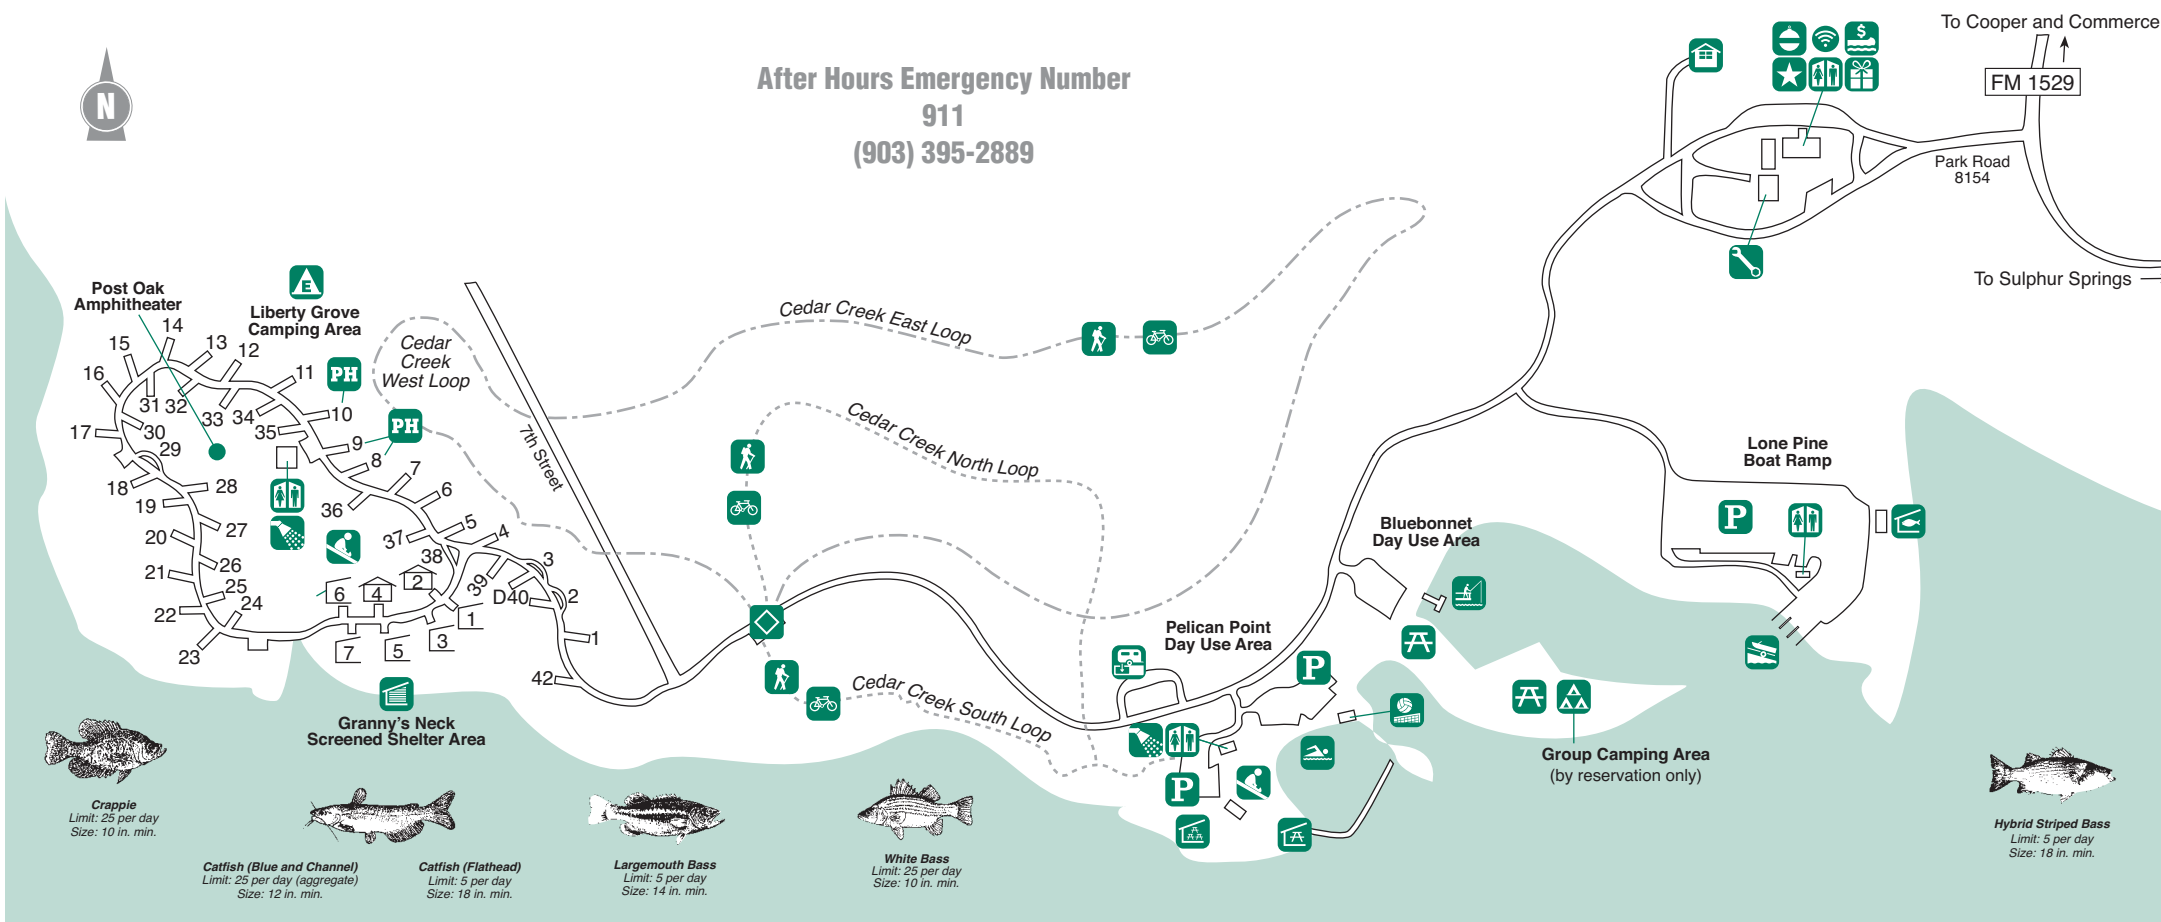 To Cooper and Commerce
FM 1529
After Hours Emergency Number
911
(903) 395-2889
N
$
Park Road
8154
To Sulphur Springs
Post Oak
Amphitheater
E
Liberty Grove
Camping Area
Cedar
Creek
West Loop
Cedar Creek East Loop
Cedar Creek North Loop
7th Street
PH
PH
14
13
12
15
16
11
10
31
32
33
34
35
17
30
29
9
8
7
6
18
28
19
36
5
4
20
27
37
38
3
26
21
25
39
2
22
24
D40
6
4
2
1
3
5
7
23
1
42
Granny's Neck
Screened Shelter Area
Cedar Creek South Loop
Pelican Point
Day Use Area
P
P
Bluebonnet
Day Use Area
Lone Pine
Boat Ramp
P
Group Camping Area
(by reservation only)
Crappie
Limit: 25 per day
Size: 10 in. min.
Catfish (Blue and Channel)
Limit: 25 per day (aggregate)
Size: 12 in. min.
Catfish (Flathead)
Limit: 5 per day
Size: 18 in. min.
Largemouth Bass
Limit: 5 per day
Size: 14 in. min.
White Bass
Limit: 25 per day
Size: 10 in. min.
Hybrid Striped Bass
Limit: 5 per day
Size: 18 in. min.